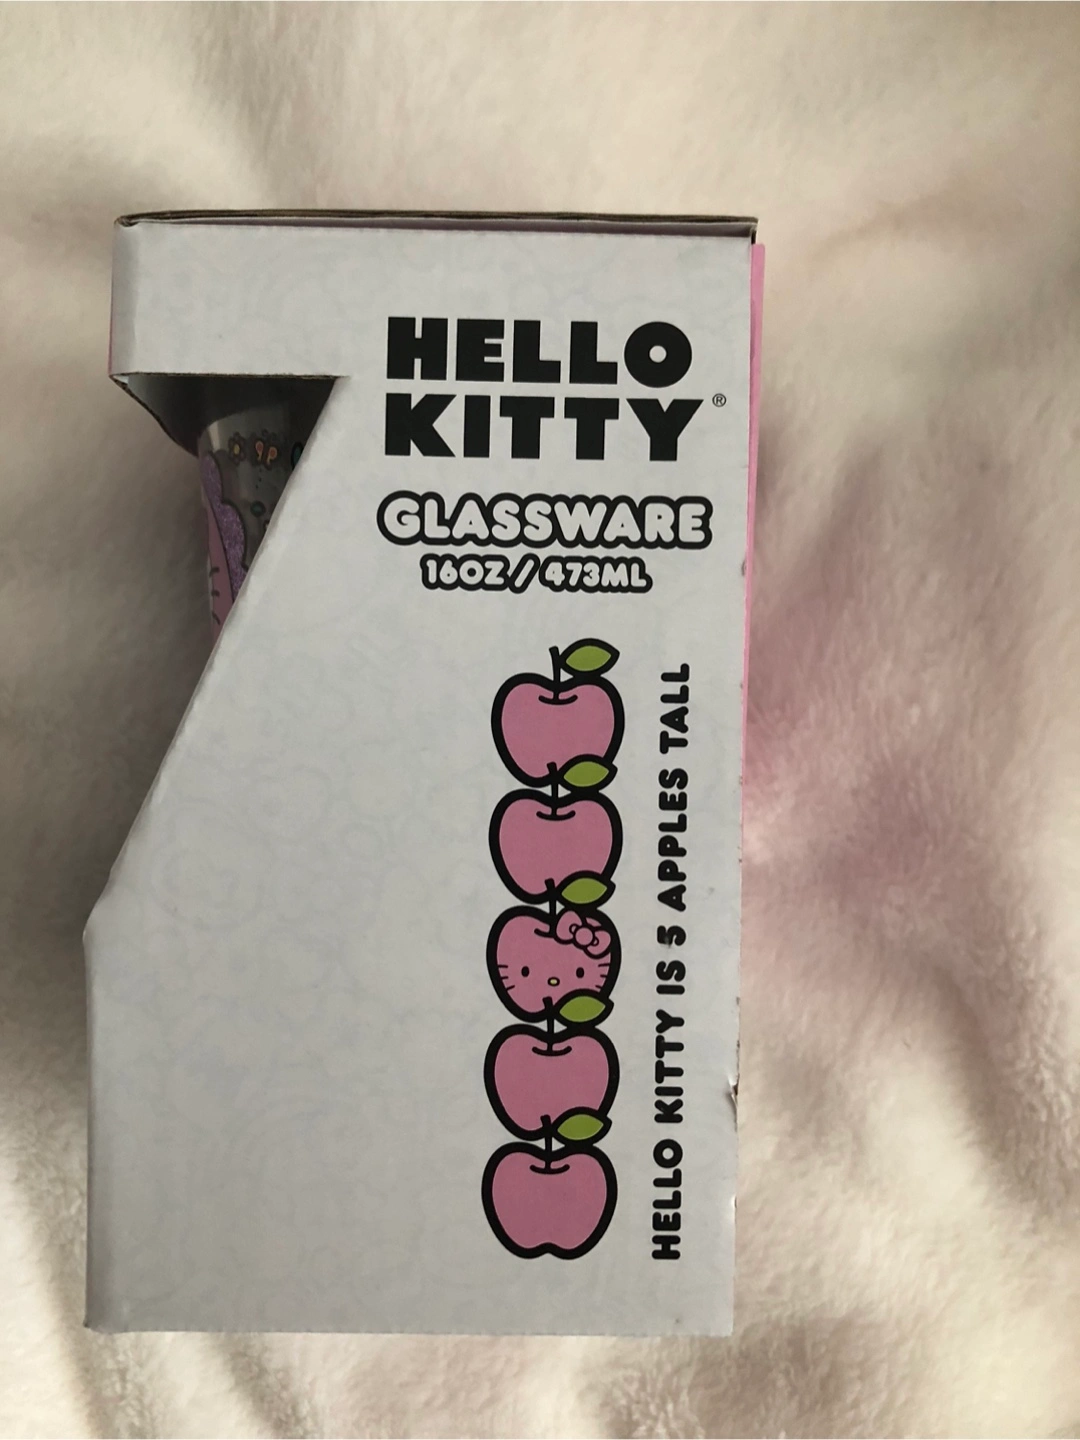 HELLO
KITTY®
GLASSWARE
16OZ / 473ML
HELLO KITTY IS 5 APPLES TALL